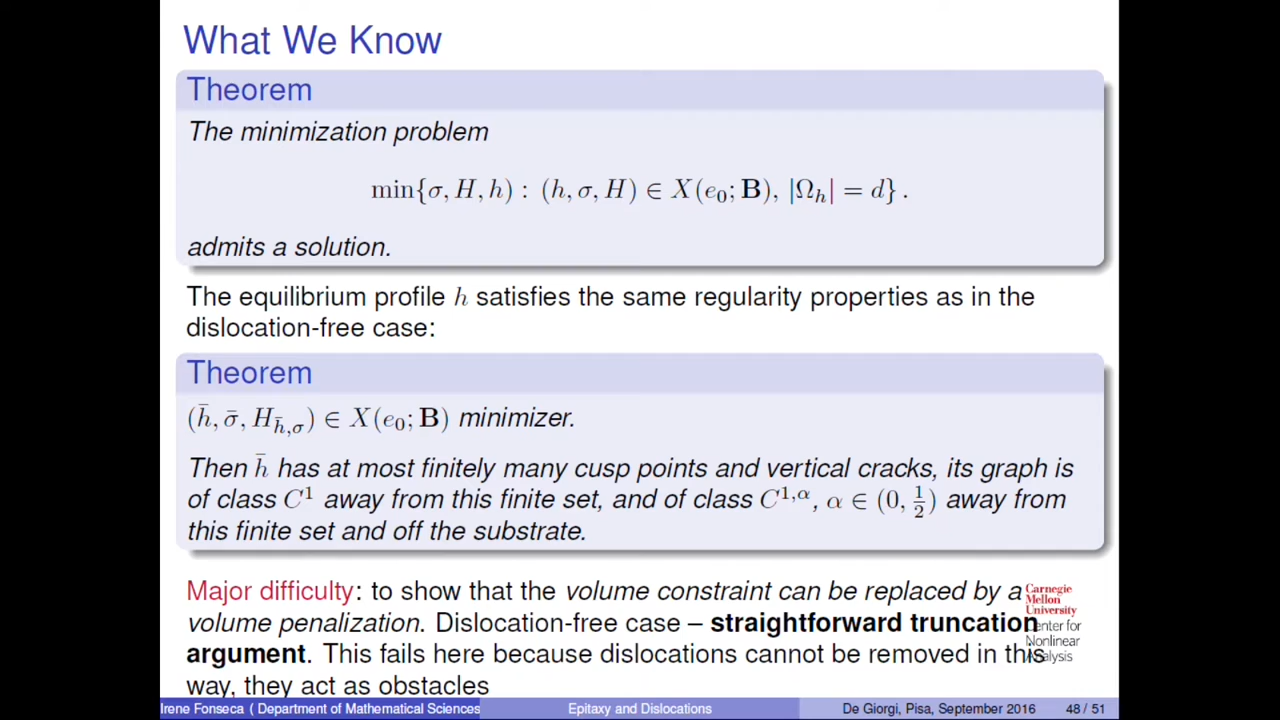 What We Know
Theorem
The minimization problem
min{σ, H, h) : (h, σ, H) ∈ X(e₀; B), |Ωₕ| = d} .
admits a solution.
The equilibrium profile h satisfies the same regularity properties as in the
dislocation-free case:
Theorem
(h̄, σ̄, H_{h̄,σ}) ∈ X(e₀; B) minimizer.
Then h̄ has at most finitely many cusp points and vertical cracks, its graph is
of class C¹ away from this finite set, and of class C^{1,α}, α ∈ (0, ½) away from
this finite set and off the substrate.
Major difficulty: to show that the volume constraint can be replaced by a
volume penalization. Dislocation-free case – straightforward truncation
argument. This fails here because dislocations cannot be removed in this
way, they act as obstacles
Carnegie
Mellon
University
Center for
Nonlinear
Analysis
Irene Fonseca ( Department of Mathematical Sciences
Epitaxy and Dislocations
De Giorgi, Pisa, September 2016
48 / 51